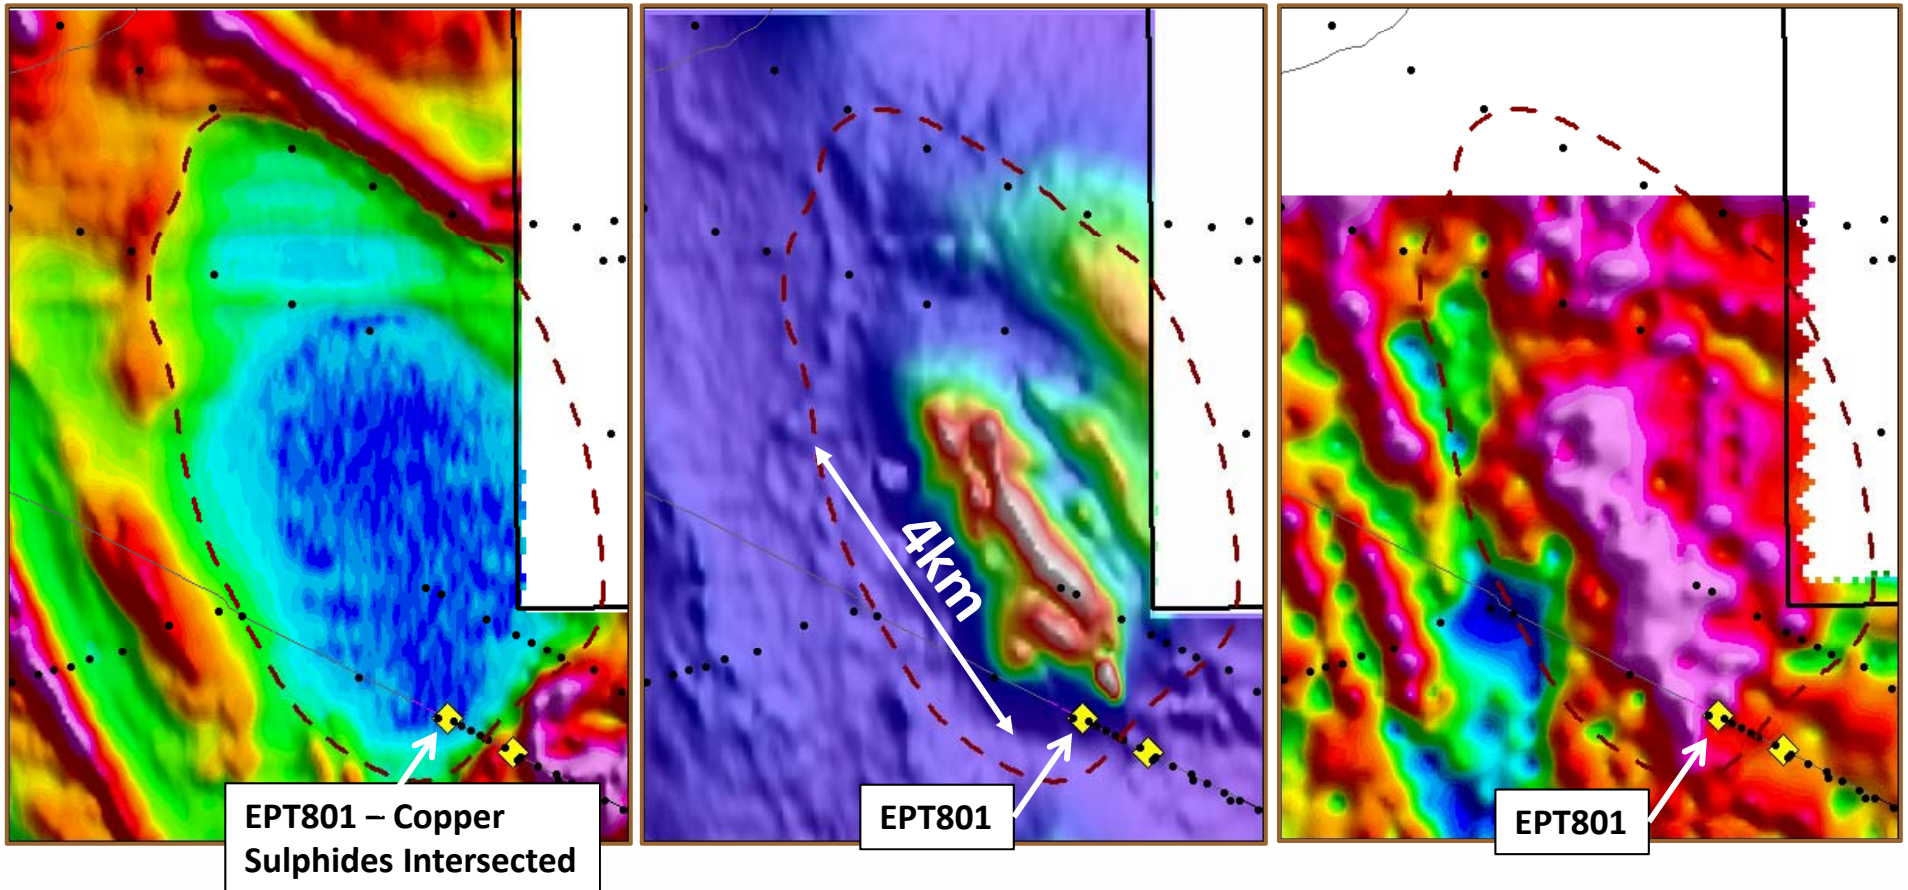 4km
EPT801 – Copper
Sulphides Intersected
EPT801
EPT801